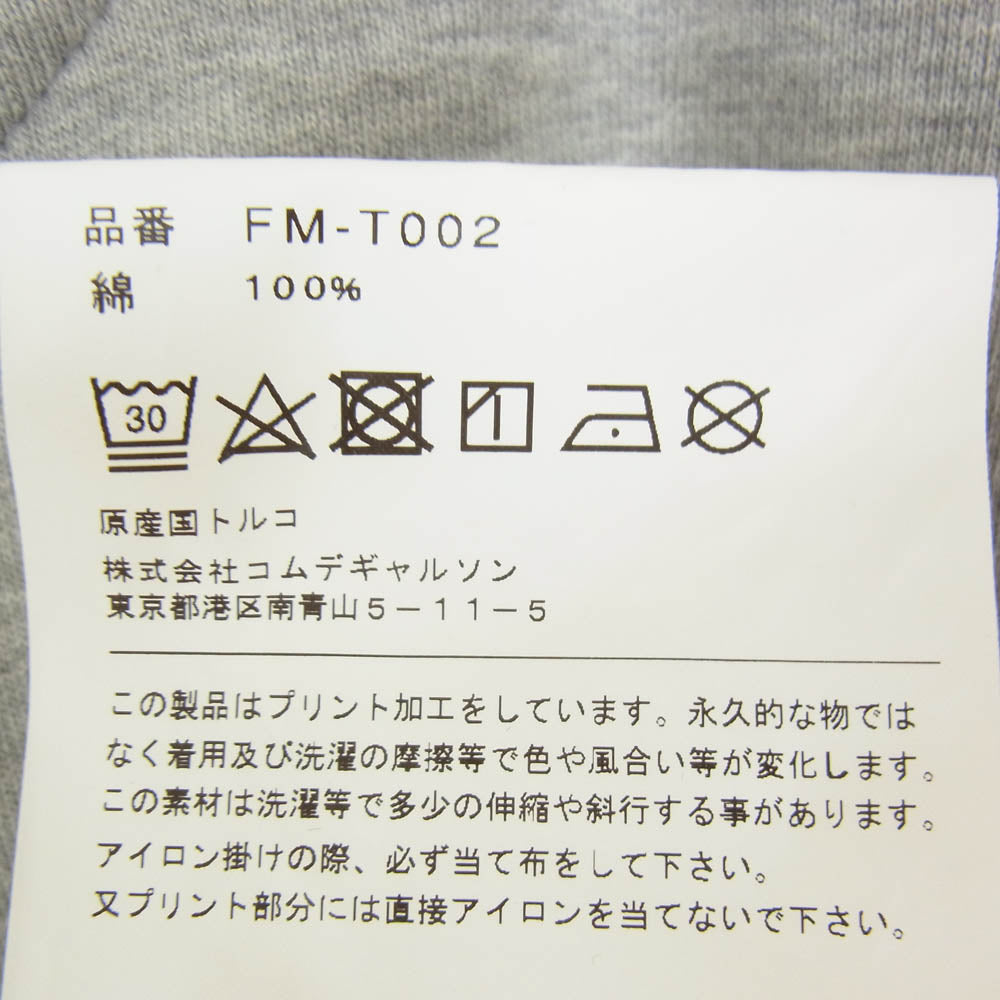 品番 FM-T002
綿 100%
30
原産国トルコ
株式会社コムデギャルソン
東京都港区南青山5-11-5
この製品はプリント加工をしています。永久的な物では
なく着用及び洗濯の摩擦等で色や風合い等が変化します。
この素材は洗濯等で多少の伸縮や斜行する事があります。
アイロン掛けの際、必ず当て布をして下さい。
又プリント部分には直接アイロンを当てないで下さい。